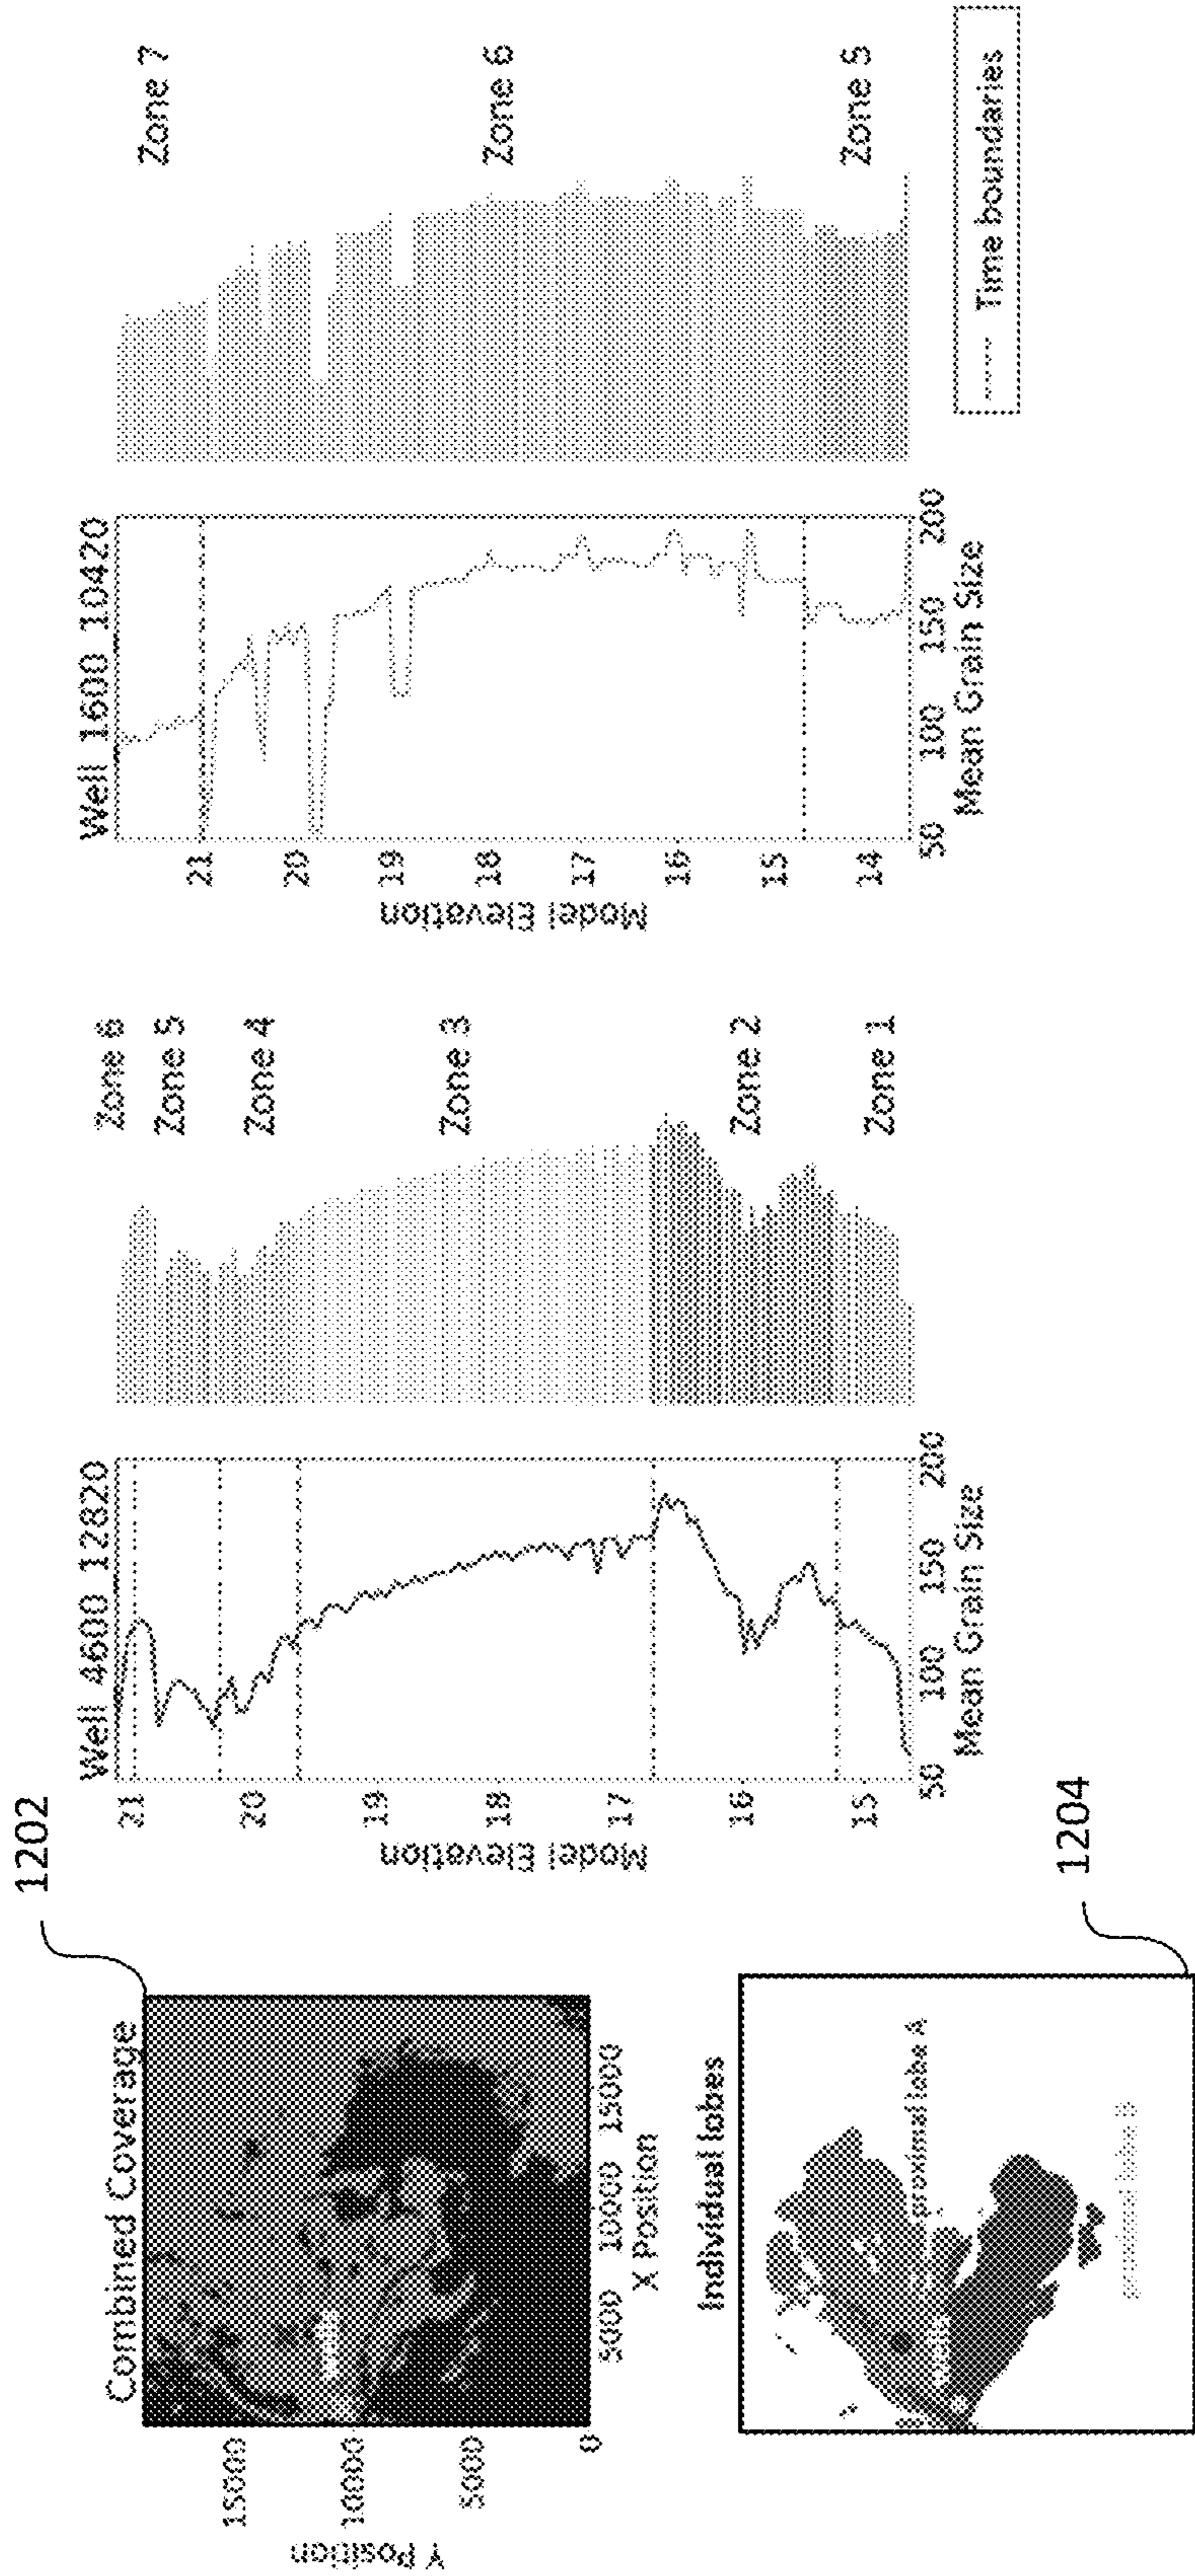 1202
Combined Coverage
Y Position
15000
10000
5000
0
5000 10000 15000
X Position
Individual lobes
proximal lobe A
1204
Well 4600 12820
Model Elevation
21
20
19
18
17
16
15
50 100 150 200
Mean Grain Size
Zone 6
Zone 5
Zone 4
Zone 3
Zone 2
Zone 1
Well 1600 10420
Model Elevation
21
20
19
18
17
16
15
14
50 100 150 200
Mean Grain Size
Zone 7
Zone 6
Zone 5
Time boundaries